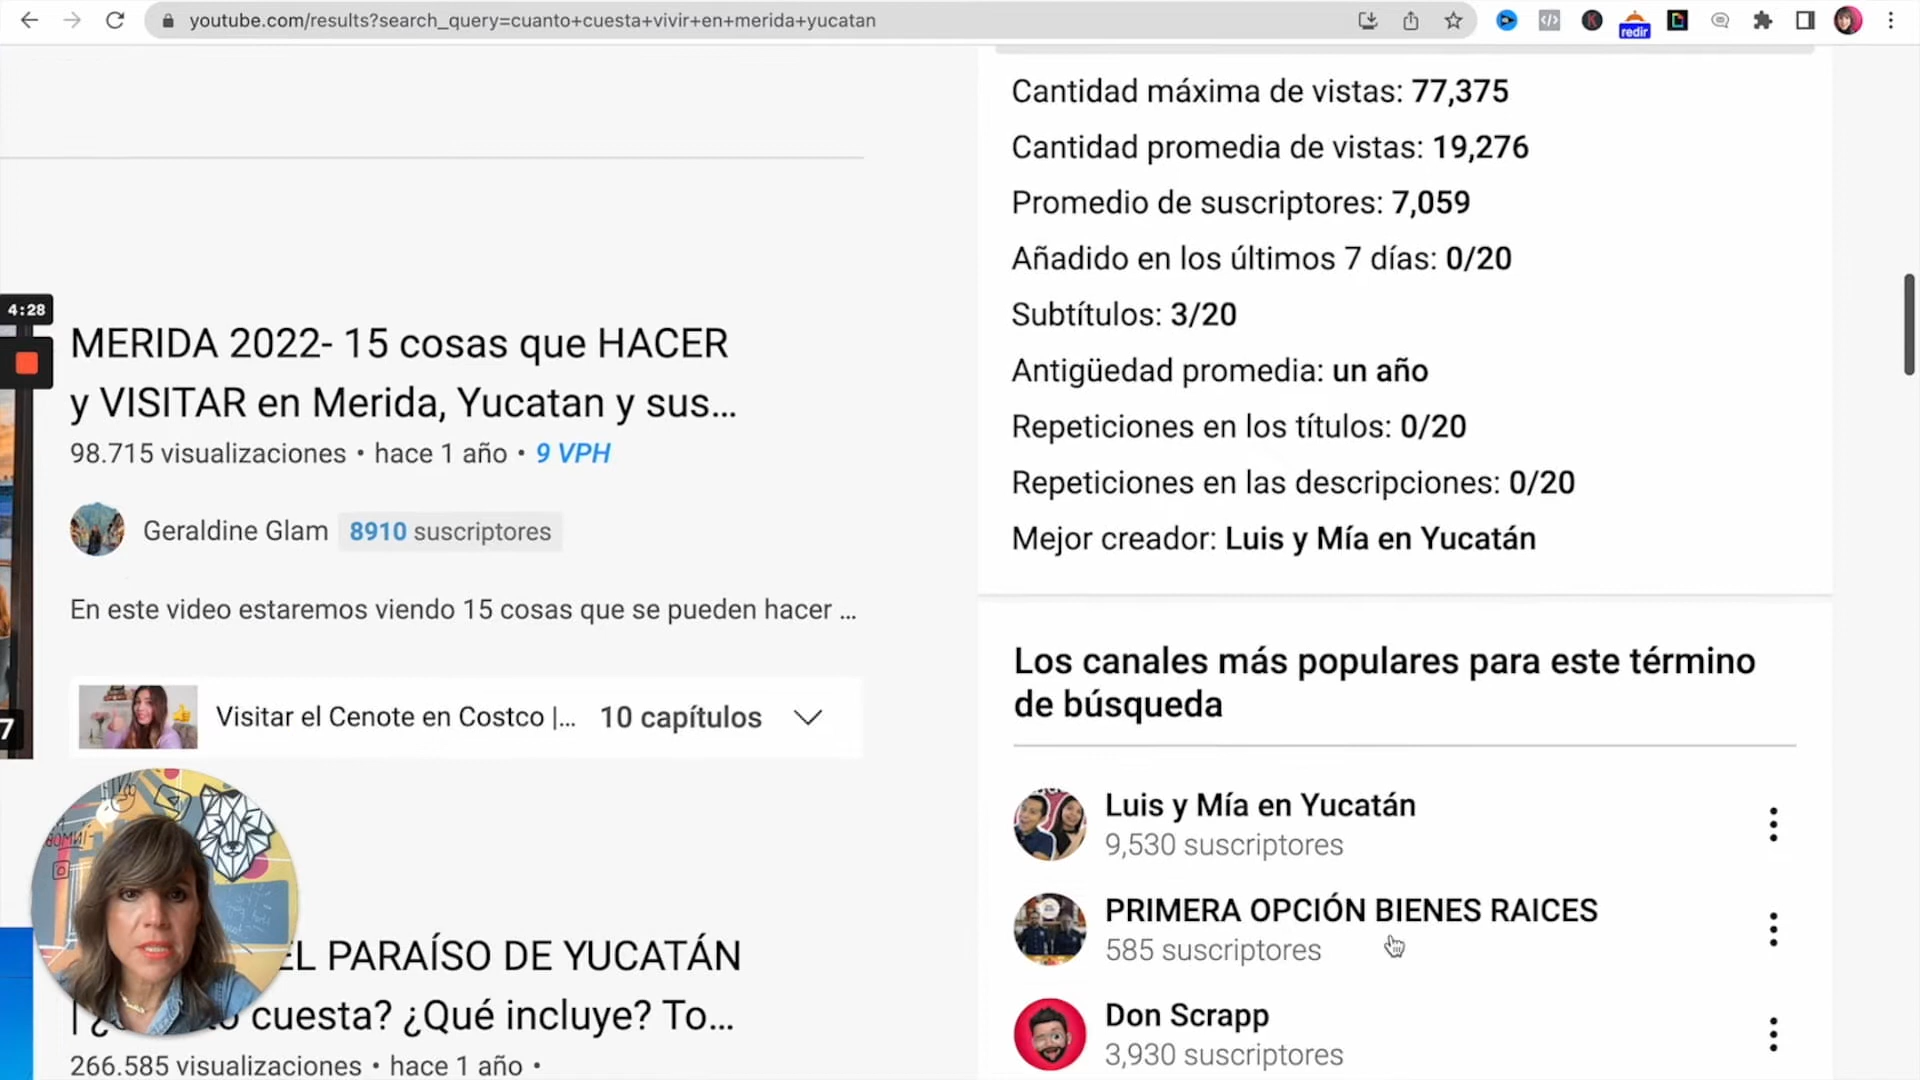 youtube.com/results?search_query=cuanto+cuesta+vivir+en+merida+yucatan
redir
4:28
MERIDA 2022- 15 cosas que HACER
y VISITAR en Merida, Yucatan y sus...
98.715 visualizaciones • hace 1 año • 9 VPH
Geraldine Glam 8910 suscriptores
En este video estaremos viendo 15 cosas que se pueden hacer ...
7
Visitar el Cenote en Costco |... 10 capítulos
EL PARAÍSO DE YUCATÁN
cuesta? ¿Qué incluye? To...
266.585 visualizaciones • hace 1 año •
Cantidad máxima de vistas: 77,375
Cantidad promedia de vistas: 19,276
Promedio de suscriptores: 7,059
Añadido en los últimos 7 días: 0/20
Subtítulos: 3/20
Antigüedad promedia: un año
Repeticiones en los títulos: 0/20
Repeticiones en las descripciones: 0/20
Mejor creador: Luis y Mía en Yucatán
Los canales más populares para este término
de búsqueda
Luis y Mía en Yucatán
9,530 suscriptores
PRIMERA OPCIÓN BIENES RAICES
585 suscriptores
Don Scrapp
3,930 suscriptores